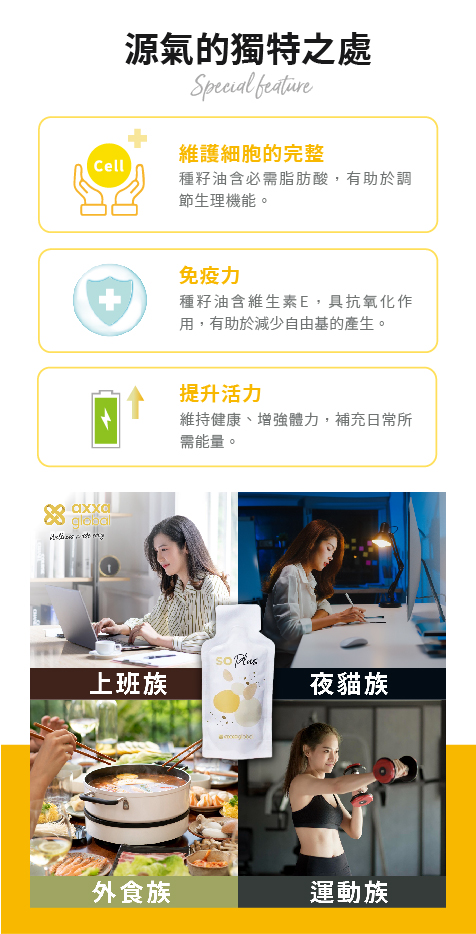 源氣的獨特之處
Special feature
Cell
維護細胞的完整
種籽油含必需脂肪酸，有助於調
節生理機能。
免疫力
種籽油含維生素E，具抗氧化作
用，有助於減少自由基的產生。
提升活力
維持健康、增強體力，補充日常所
需能量。
axxa
global
SO Plus
axxaglobal
上班族
夜貓族
外食族
運動族